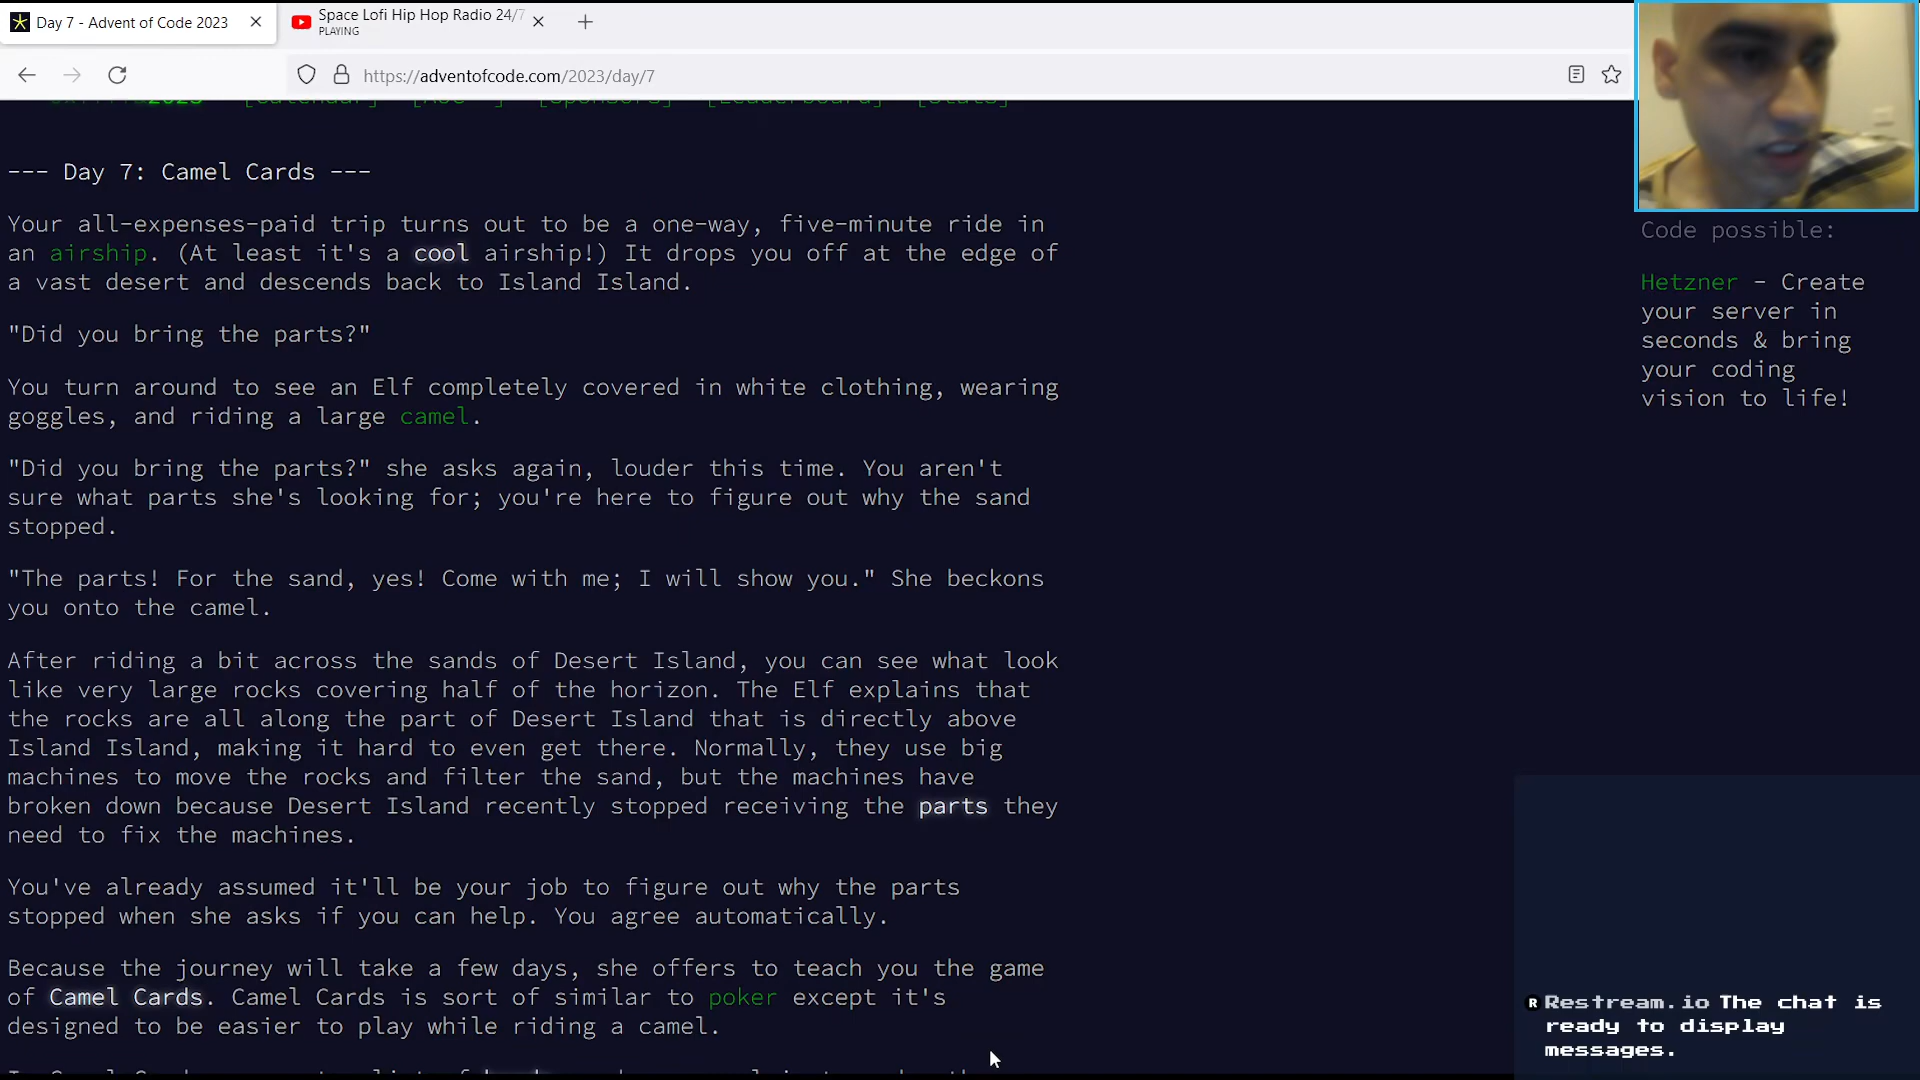 Day 7 - Advent of Code 2023
Space Lofi Hip Hop Radio 24/7
PLAYING
https://adventofcode.com/2023/day/7
--- Day 7: Camel Cards ---
Your all-expenses-paid trip turns out to be a one-way, five-minute ride in
an airship. (At least it's a cool airship!) It drops you off at the edge of
a vast desert and descends back to Island Island.
"Did you bring the parts?"
You turn around to see an Elf completely covered in white clothing, wearing
goggles, and riding a large camel.
"Did you bring the parts?" she asks again, louder this time. You aren't
sure what parts she's looking for; you're here to figure out why the sand
stopped.
"The parts! For the sand, yes! Come with me; I will show you." She beckons
you onto the camel.
After riding a bit across the sands of Desert Island, you can see what look
like very large rocks covering half of the horizon. The Elf explains that
the rocks are all along the part of Desert Island that is directly above
Island Island, making it hard to even get there. Normally, they use big
machines to move the rocks and filter the sand, but the machines have
broken down because Desert Island recently stopped receiving the parts they
need to fix the machines.
You've already assumed it'll be your job to figure out why the parts
stopped when she asks if you can help. You agree automatically.
Because the journey will take a few days, she offers to teach you the game
of Camel Cards. Camel Cards is sort of similar to poker except it's
designed to be easier to play while riding a camel.
Code possible:
Hetzner - Create
your server in
seconds & bring
your coding
vision to life!
R Restream.io The chat is
ready to display
messages.